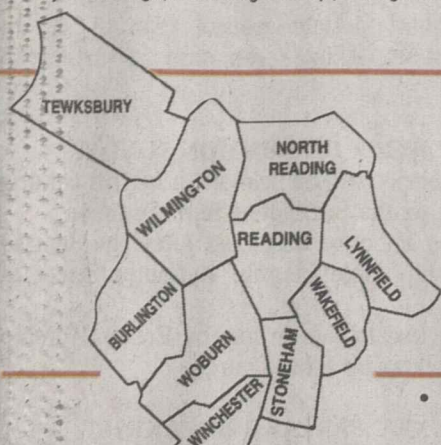 TEWKSBURY
WILMINGTON
NORTH
READING
READING
LYNNFIELD
BURLINGTON
WAKEFIELD
WOBURN
STONEHAM
WINCHESTER